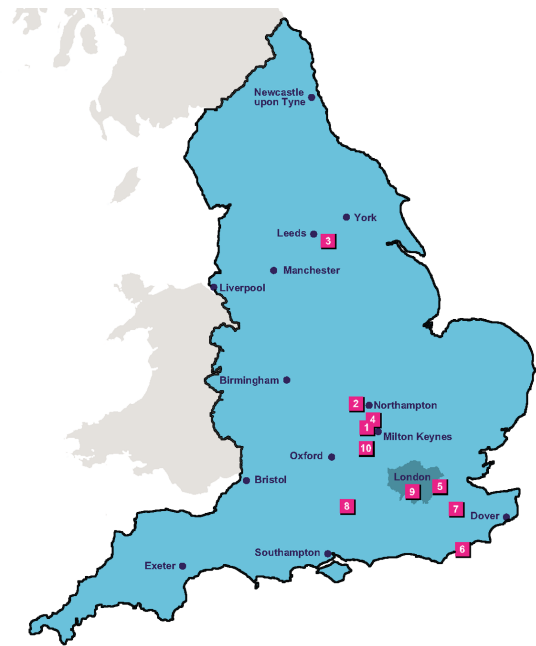 Newcastle
upon Tyne
York
Leeds
3
Manchester
Liverpool
Birmingham
2
Northampton
4
1
Milton Keynes
10
Oxford
London
Bristol
5
9
8
7
Dover
6
Southampton
Exeter